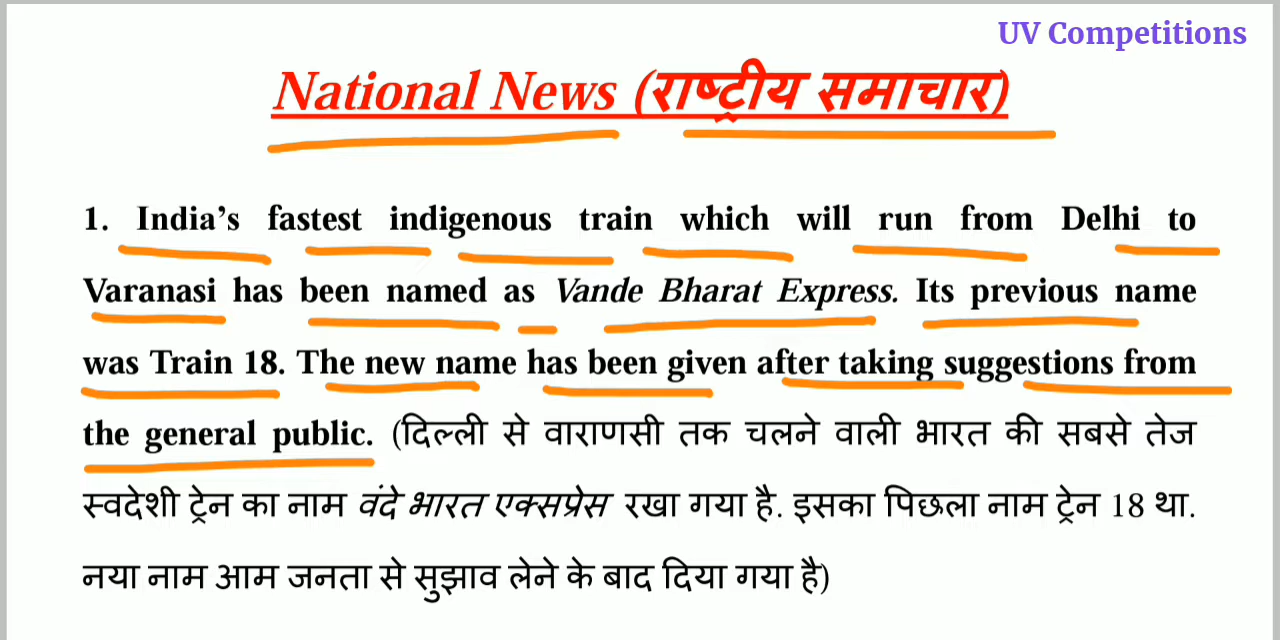 UV Competitions
National News (राष्ट्रीय समाचार)
1. India’s fastest indigenous train which will run from Delhi to
Varanasi has been named as Vande Bharat Express. Its previous name
was Train 18. The new name has been given after taking suggestions from
the general public. (दिल्ली से वाराणसी तक चलने वाली भारत की सबसे तेज
स्वदेशी ट्रेन का नाम वंदे भारत एक्सप्रेस रखा गया है. इसका पिछला नाम ट्रेन 18 था.
नया नाम आम जनता से सुझाव लेने के बाद दिया गया है)